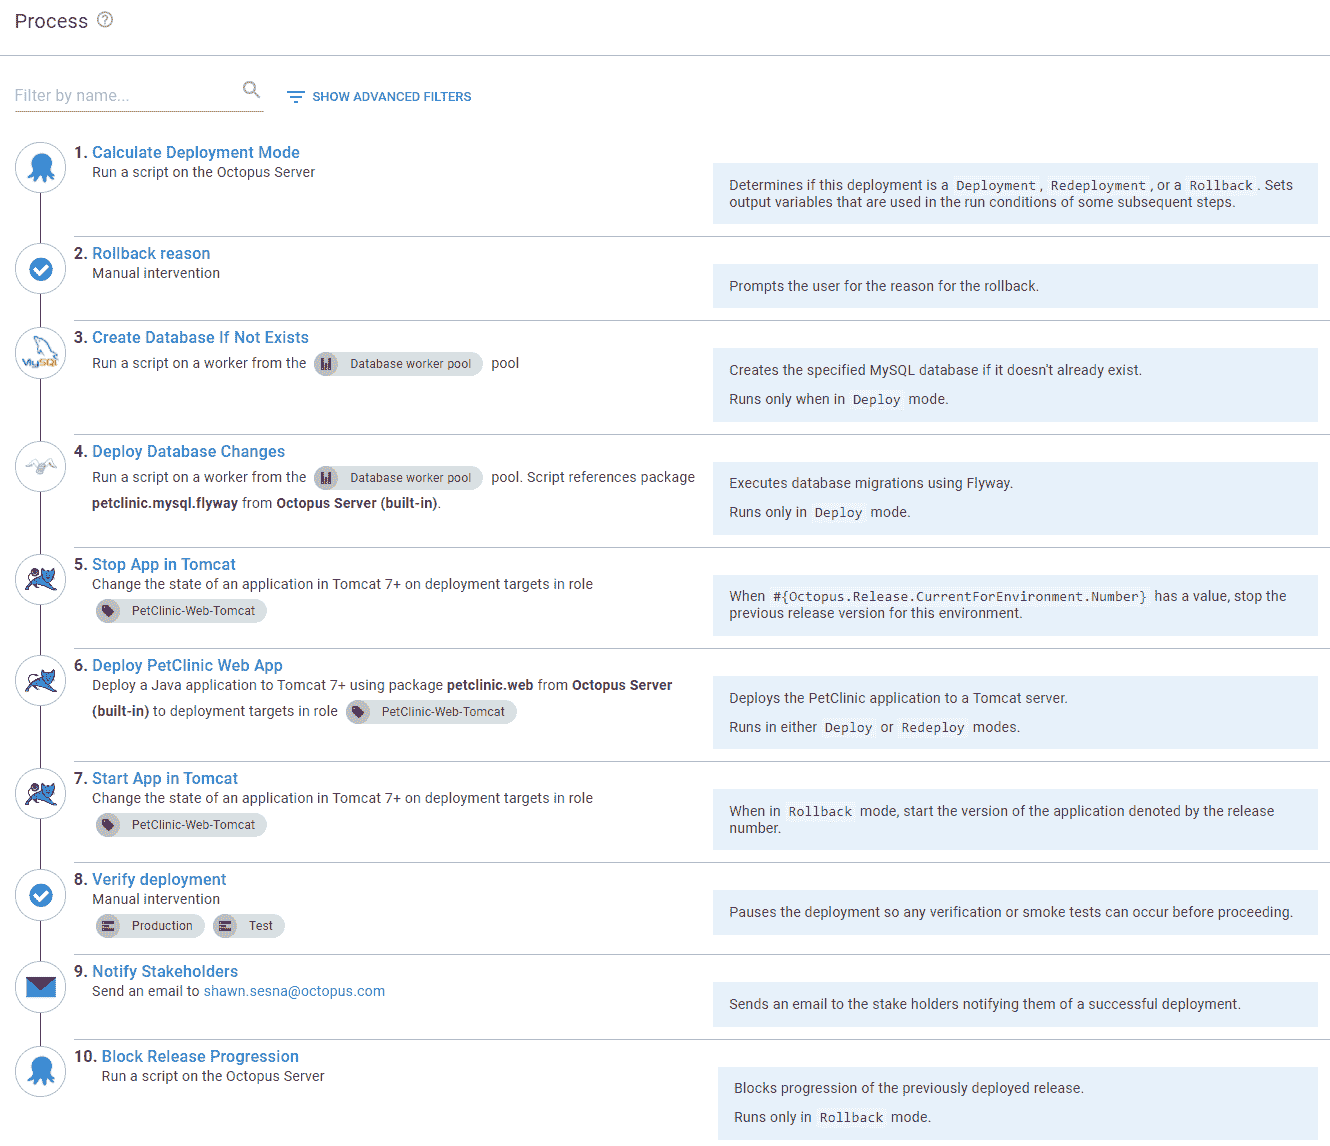 Process ?
Filter by name...
SHOW ADVANCED FILTERS
1. Calculate Deployment Mode
Run a script on the Octopus Server
Determines if this deployment is a Deployment, Redeployment, or a Rollback. Sets
output variables that are used in the run conditions of some subsequent steps.
2. Rollback reason
Manual intervention
Prompts the user for the reason for the rollback.
MySQL
3. Create Database If Not Exists
Run a script on a worker from the Database worker pool pool
Creates the specified MySQL database if it doesn't already exist.
Runs only when in Deploy mode.
4. Deploy Database Changes
Run a script on a worker from the Database worker pool pool. Script references package
petclinic.mysql.flyway from Octopus Server (built-in).
Executes database migrations using Flyway.
Runs only in Deploy mode.
5. Stop App in Tomcat
Change the state of an application in Tomcat 7+ on deployment targets in role
PetClinic-Web-Tomcat
When #{Octopus.Release.CurrentForEnvironment.Number} has a value, stop the
previous release version for this environment.
6. Deploy PetClinic Web App
Deploy a Java application to Tomcat 7+ using package petclinic.web from Octopus Server
(built-in) to deployment targets in role PetClinic-Web-Tomcat
Deploys the PetClinic application to a Tomcat server.
Runs in either Deploy or Redeploy modes.
7. Start App in Tomcat
Change the state of an application in Tomcat 7+ on deployment targets in role
PetClinic-Web-Tomcat
When in Rollback mode, start the version of the application denoted by the release
number.
8. Verify deployment
Manual intervention
Production Test
Pauses the deployment so any verification or smoke tests can occur before proceeding.
9. Notify Stakeholders
Send an email to shawn.sesna@octopus.com
Sends an email to the stake holders notifying them of a successful deployment.
10. Block Release Progression
Run a script on the Octopus Server
Blocks progression of the previously deployed release.
Runs only in Rollback mode.